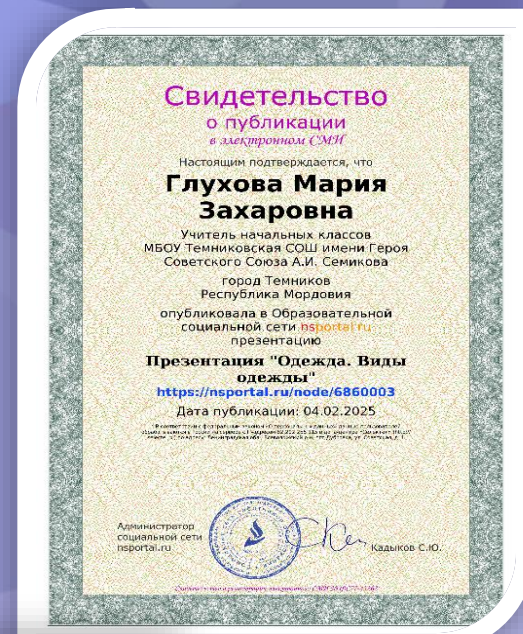 Свидетельство
о публикации
в электронном СМИ
Настоящим подтверждается, что
Глухова Мария
Захаровна
Учитель начальных классов
МБОУ Темниковская СОШ имени Героя
Советского Союза А.И. Семикова
город Темников
Республика Мордовия
опубликовала в Образовательной
социальной сети nsportal.ru
презентацию
Презентация "Одежда. Виды
одежды"
https://nsportal.ru/node/6860003
Дата публикации: 04.02.2025
Администратор
социальной сети
nsportal.ru
Кадыков С.Ю.